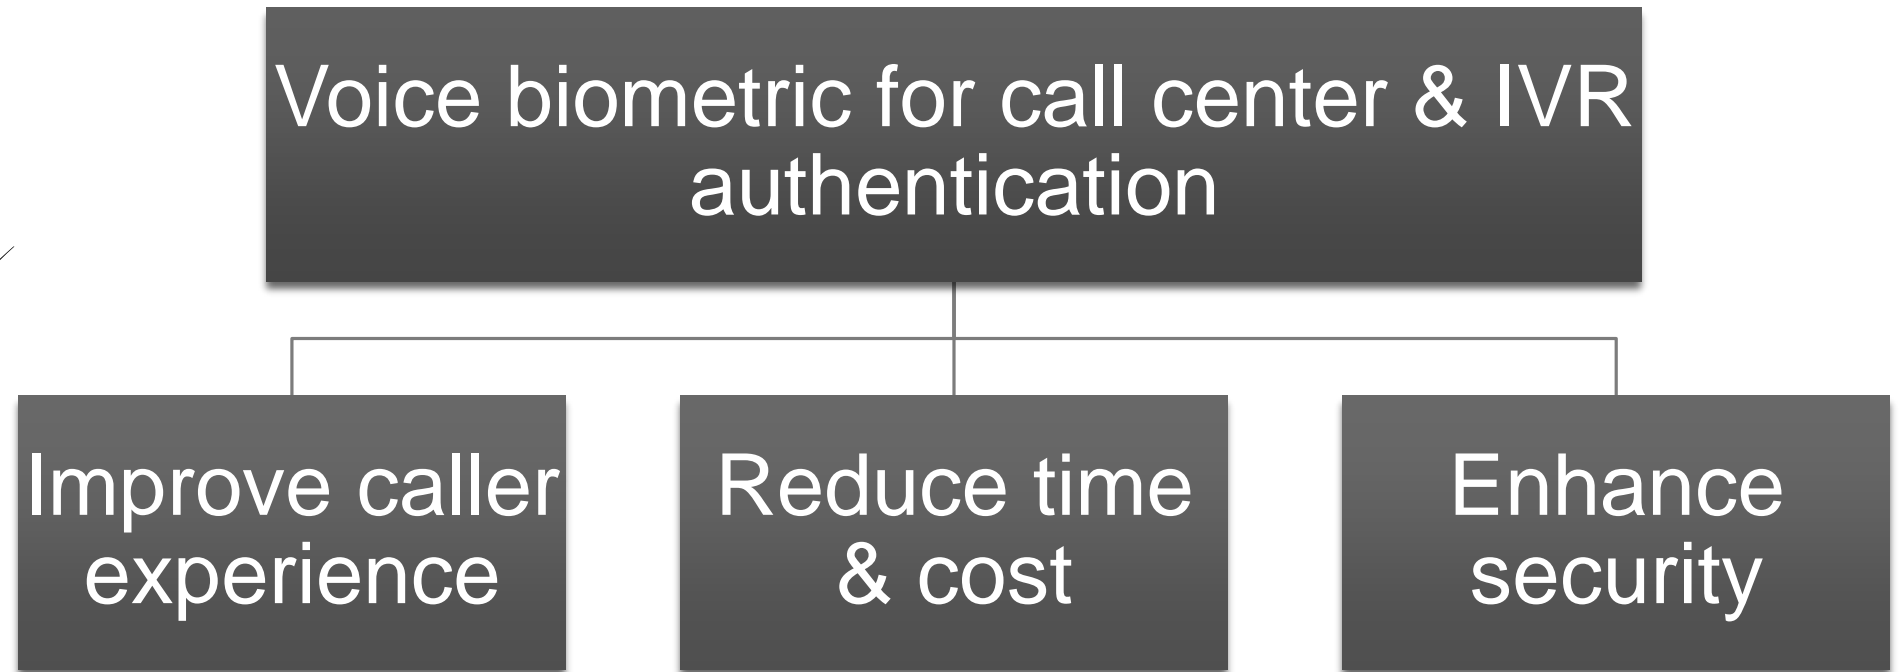 Voice biometric for call center & IVR
authentication
Improve caller
experience
Reduce time
& cost
Enhance
security